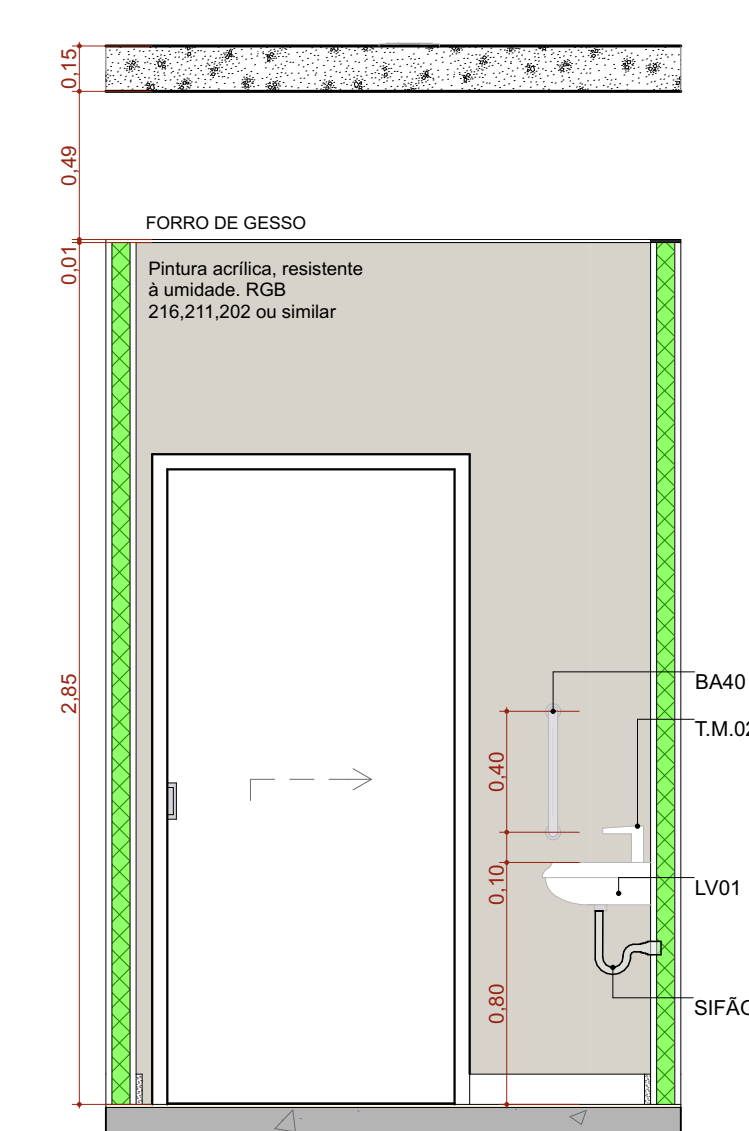 0,15
0,49
FORRO DE GESSO
0,01
Pintura acrílica, resistente
à umidade. RGB
216,211,202 ou similar
2,85
BA40
T.M.02
0,40
0,10
LV01
0,80
SIFÃO